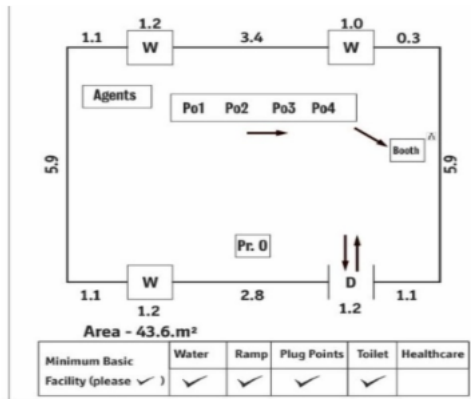 1.2 1.0
1.1 W 3.4 W 0.3
Agents
Po1 Po2 Po3 Po4
Booth
5.9 5.9
Pr. 0
1.1 W 2.8 D 1.1
1.2 1.2
Area - 43.6.m²
Minimum Basic Facility (please ✓) Water Ramp Plug Points Toilet Healthcare
✓ ✓ ✓ ✓